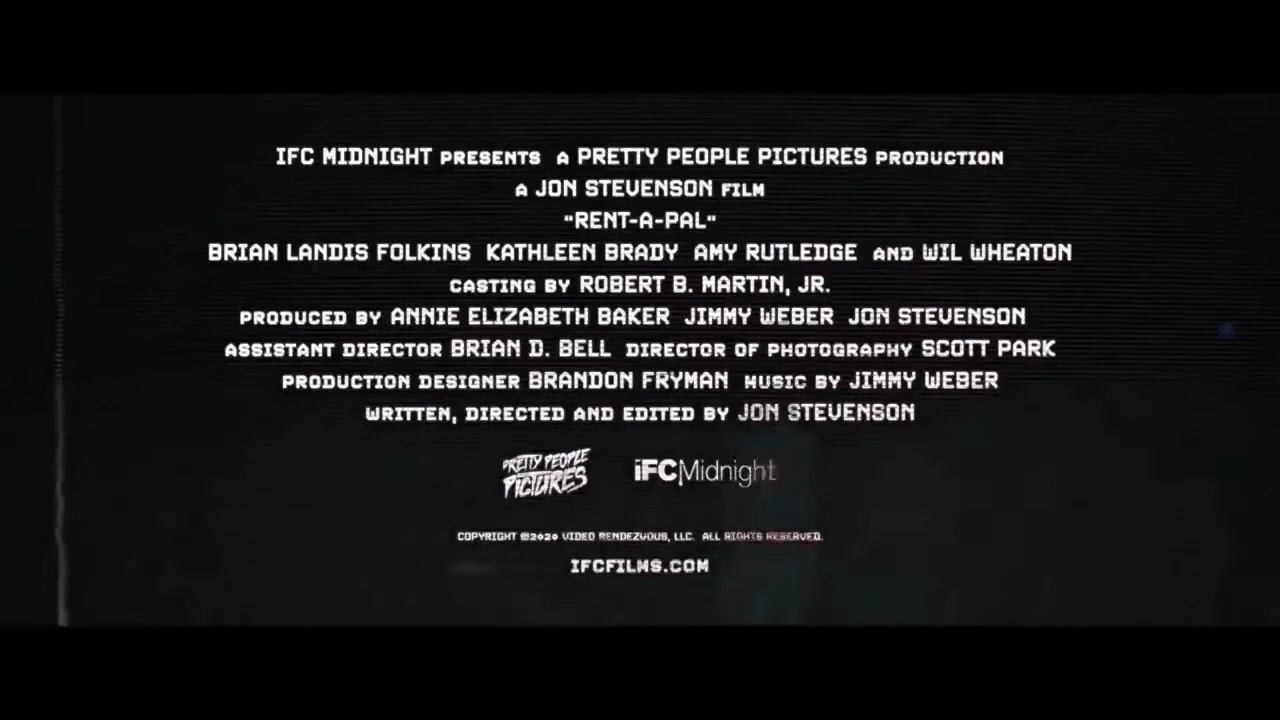 IFC MIDNIGHT PRESENTS A PRETTY PEOPLE PICTURES PRODUCTION
A JON STEVENSON FILM
"RENT-A-PAL"
BRIAN LANDIS FOLKINS KATHLEEN BRADY AMY RUTLEDGE AND WIL WHEATON
CASTING BY ROBERT B. MARTIN, JR.
PRODUCED BY ANNIE ELIZABETH BAKER JIMMY WEBER JON STEVENSON
ASSISTANT DIRECTOR BRIAN D. BELL DIRECTOR OF PHOTOGRAPHY SCOTT PARK
PRODUCTION DESIGNER BRANDON FRYMAN MUSIC BY JIMMY WEBER
WRITTEN, DIRECTED AND EDITED BY JON STEVENSON
PRETTY PEOPLE
PICTURES
IFC Midnight
COPYRIGHT ©2020 VIDEO RENDEZVOUS, LLC. ALL RIGHTS RESERVED.
IFCFILMS.COM